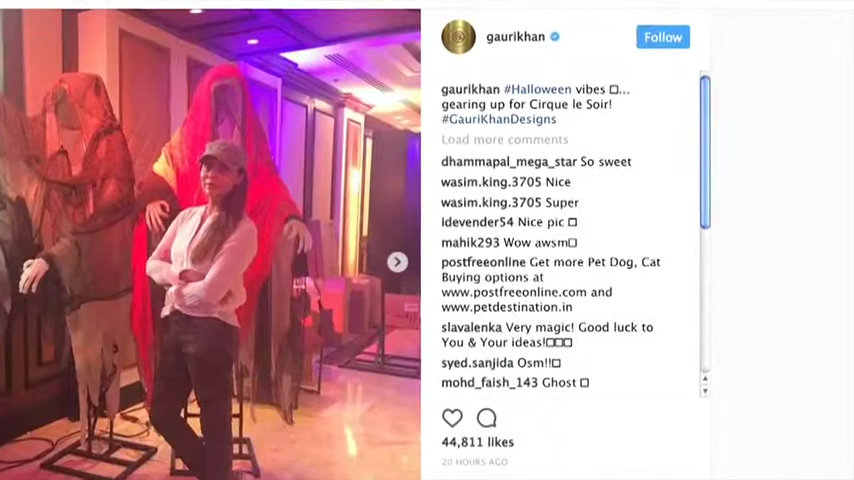 gaurikhan
Follow
gaurikhan #Halloween vibes □...
gearing up for Cirque le Soir!
#GauriKhanDesigns
Load more comments
dhammapal_mega_star So sweet
wasim.king.3705 Nice
wasim.king.3705 Super
idevender54 Nice pic □
mahik293 Wow awsm□
postfreeonline Get more Pet Dog, Cat
Buying options at
www.postfreeonline.com and
www.petdestination.in
slavalenka Very magic! Good luck to
You & Your ideas!□□□
syed.sanjida Osm!!□
mohd_faish_143 Ghost □
44,811 likes
20 HOURS AGO